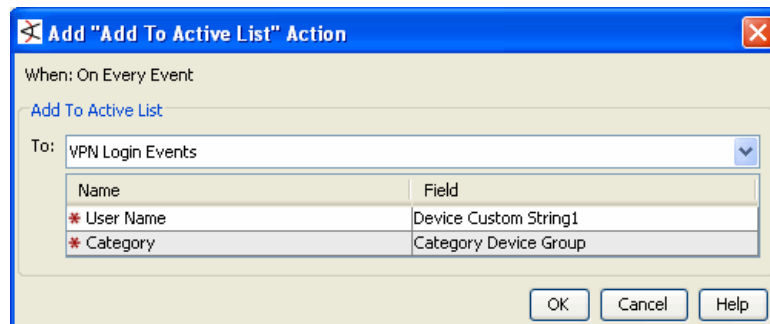 Add "Add To Active List" Action
When: On Every Event
Add To Active List
To: VPN Login Events
Name Field
* User Name Device Custom String1
* Category Category Device Group
OK Cancel Help